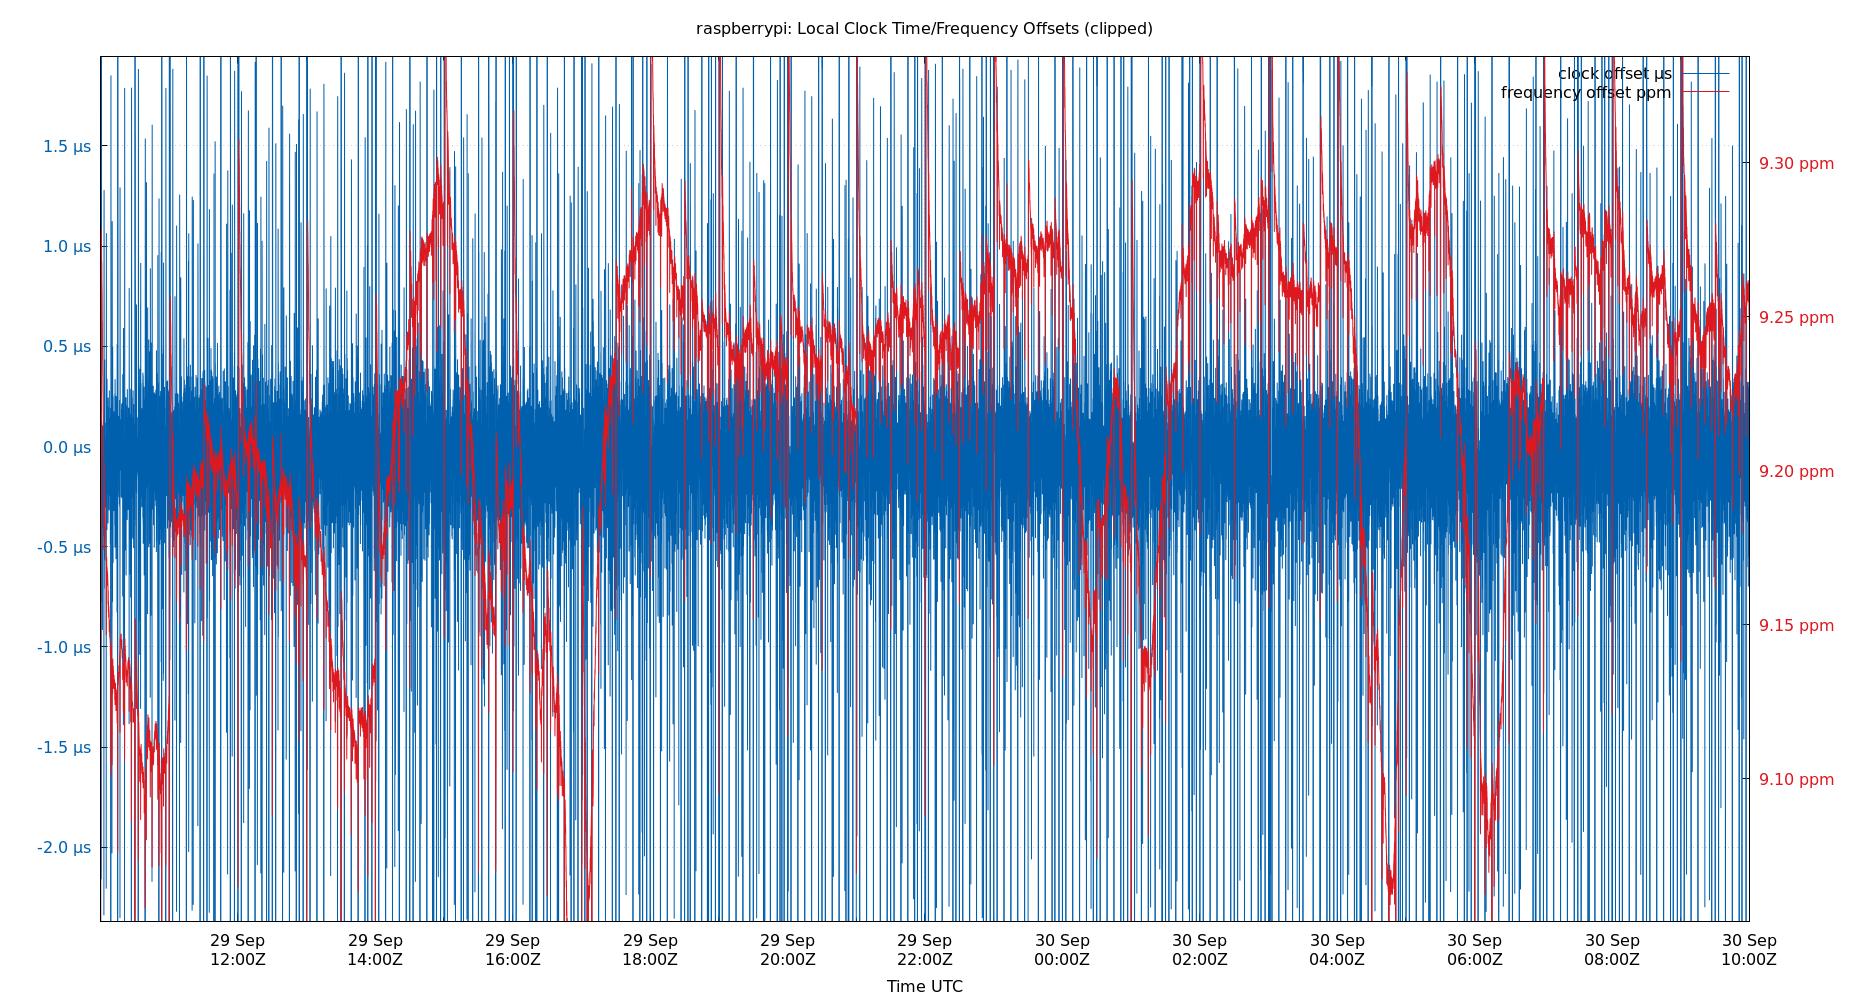 raspberrypi: Local Clock Time/Frequency Offsets (clipped)
clock offset µs
frequency offset ppm
1.5 µs
1.0 µs
0.5 µs
0.0 µs
-0.5 µs
-1.0 µs
-1.5 µs
-2.0 µs
9.30 ppm
9.25 ppm
9.20 ppm
9.15 ppm
9.10 ppm
29 Sep
12:00Z
29 Sep
14:00Z
29 Sep
16:00Z
29 Sep
18:00Z
29 Sep
20:00Z
29 Sep
22:00Z
30 Sep
00:00Z
30 Sep
02:00Z
30 Sep
04:00Z
30 Sep
06:00Z
30 Sep
08:00Z
30 Sep
10:00Z
Time UTC